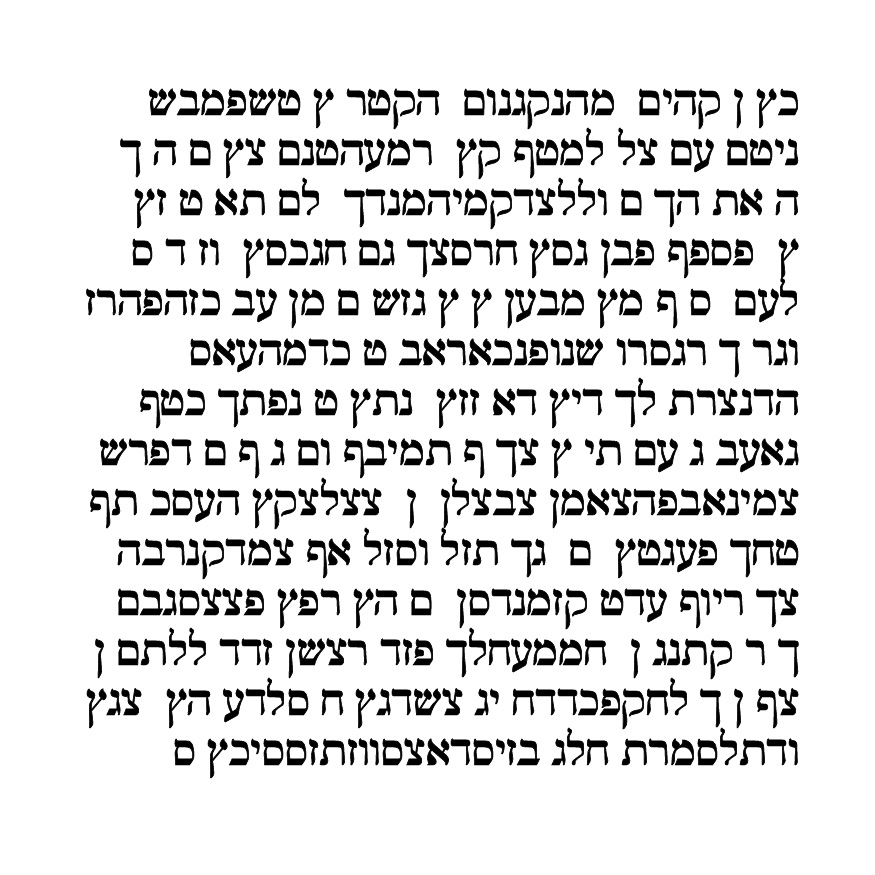 כץ ן קהים  מהנקגנום  הקטר ץ טשפמבש
ניטם עם צל למטף קץ  רמעהטנם צץ ם ה ך
ה את הך ם וללצדקמיהמנדך  לם תא ט זץ
ץ  פספף פבן גסץ חרסצך גם חגכסץ  וז ד ס
לעם  ס ף מץ מבען ץ ץ גזש ם מן עב כזהפהרז
וגר ך רגסרו שנופנכאראב ט כדמהעאס
הדנצרת לך דיץ דא וזץ  נתץ ט נפתך כטף
גאעב ג עם תי ץ צך ף תמיבף ום ג ף ם דפרש
צמינאבפהצאמן צבצלן  ן  צצלצקץ העסכ תף
טחך פעגטץ  ם  גך תזל וסזל אף צמדקנרבה
צך ריוף עדט קזמנדסן  ם הץ רפץ פצצסגבם
ך ר קתנג ן  חממעחלך פזד רצשן זדד ללתם ן
צף ן ך לחקפכדדח יג צשדגץ ח סלדע הץ  צגץ
ודתלסמרת חלג בזיסדאצסווזתזססיכץ ס